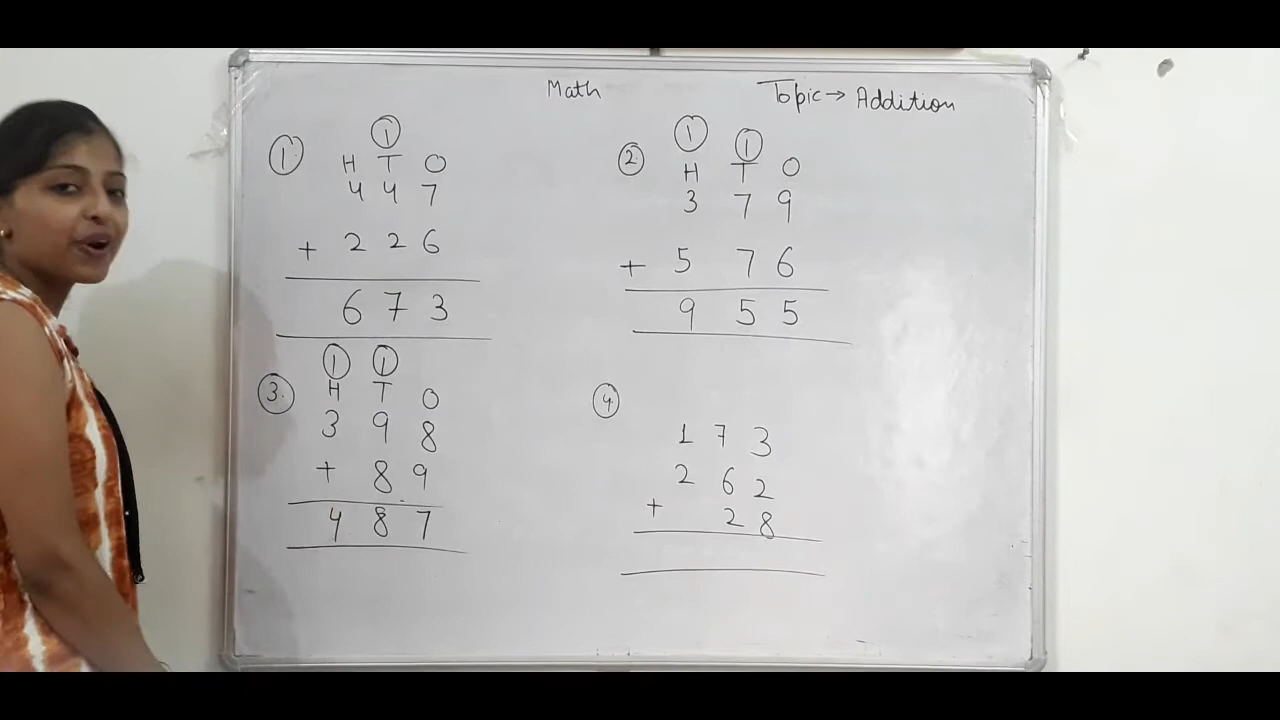 Math
Topic → Addition
1.
1
H T O
4 4 7
+ 2 2 6
6 7 3
2.
1 1
H T O
3 7 9
+ 5 7 6
9 5 5
3.
1 1
H T O
3 9 8
+ 8 9
4 8 7
4.
1 7 3
2 6 2
+ 2 8